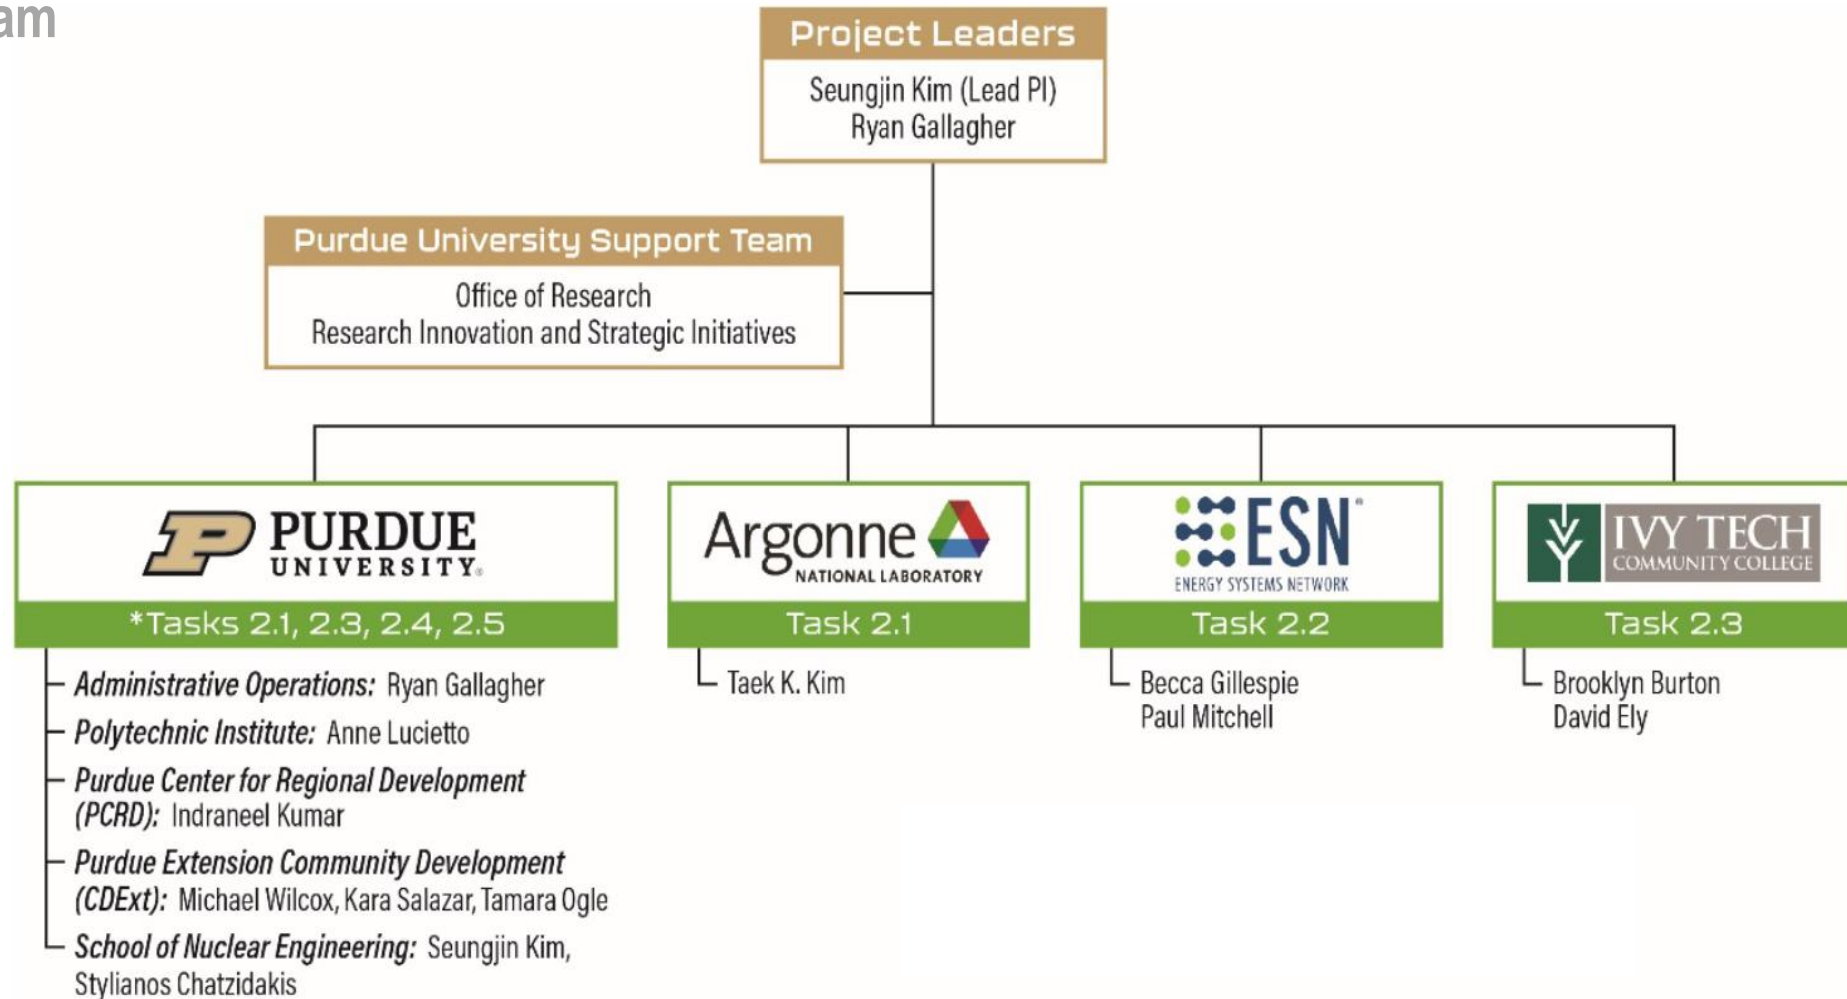 am
Project Leaders
Seungjin Kim (Lead PI)
Ryan Gallagher
Purdue University Support Team
Office of Research
Research Innovation and Strategic Initiatives
P PURDUE
UNIVERSITY®
*Tasks 2.1, 2.3, 2.4, 2.5
Administrative Operations: Ryan Gallagher
Polytechnic Institute: Anne Lucietto
Purdue Center for Regional Development
(PCRD): Indraneel Kumar
Purdue Extension Community Development
(CDExt): Michael Wilcox, Kara Salazar, Tamara Ogle
School of Nuclear Engineering: Seungjin Kim,
Stylianos Chatzidakis
Argonne
NATIONAL LABORATORY
Task 2.1
Taek K. Kim
ESN®
ENERGY SYSTEMS NETWORK
Task 2.2
Becca Gillespie
Paul Mitchell
IVY TECH
COMMUNITY COLLEGE
Task 2.3
Brooklyn Burton
David Ely